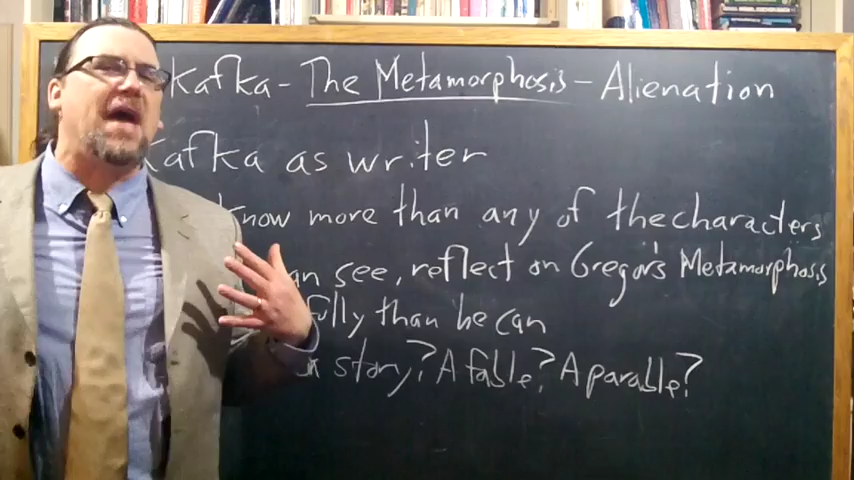 Kafka - The Metamorphosis - Alienation
Kafka as writer
know more than any of the characters
an see, reflect on Gregor's Metamorphosis
fully than he can
story? A fable? A parable?